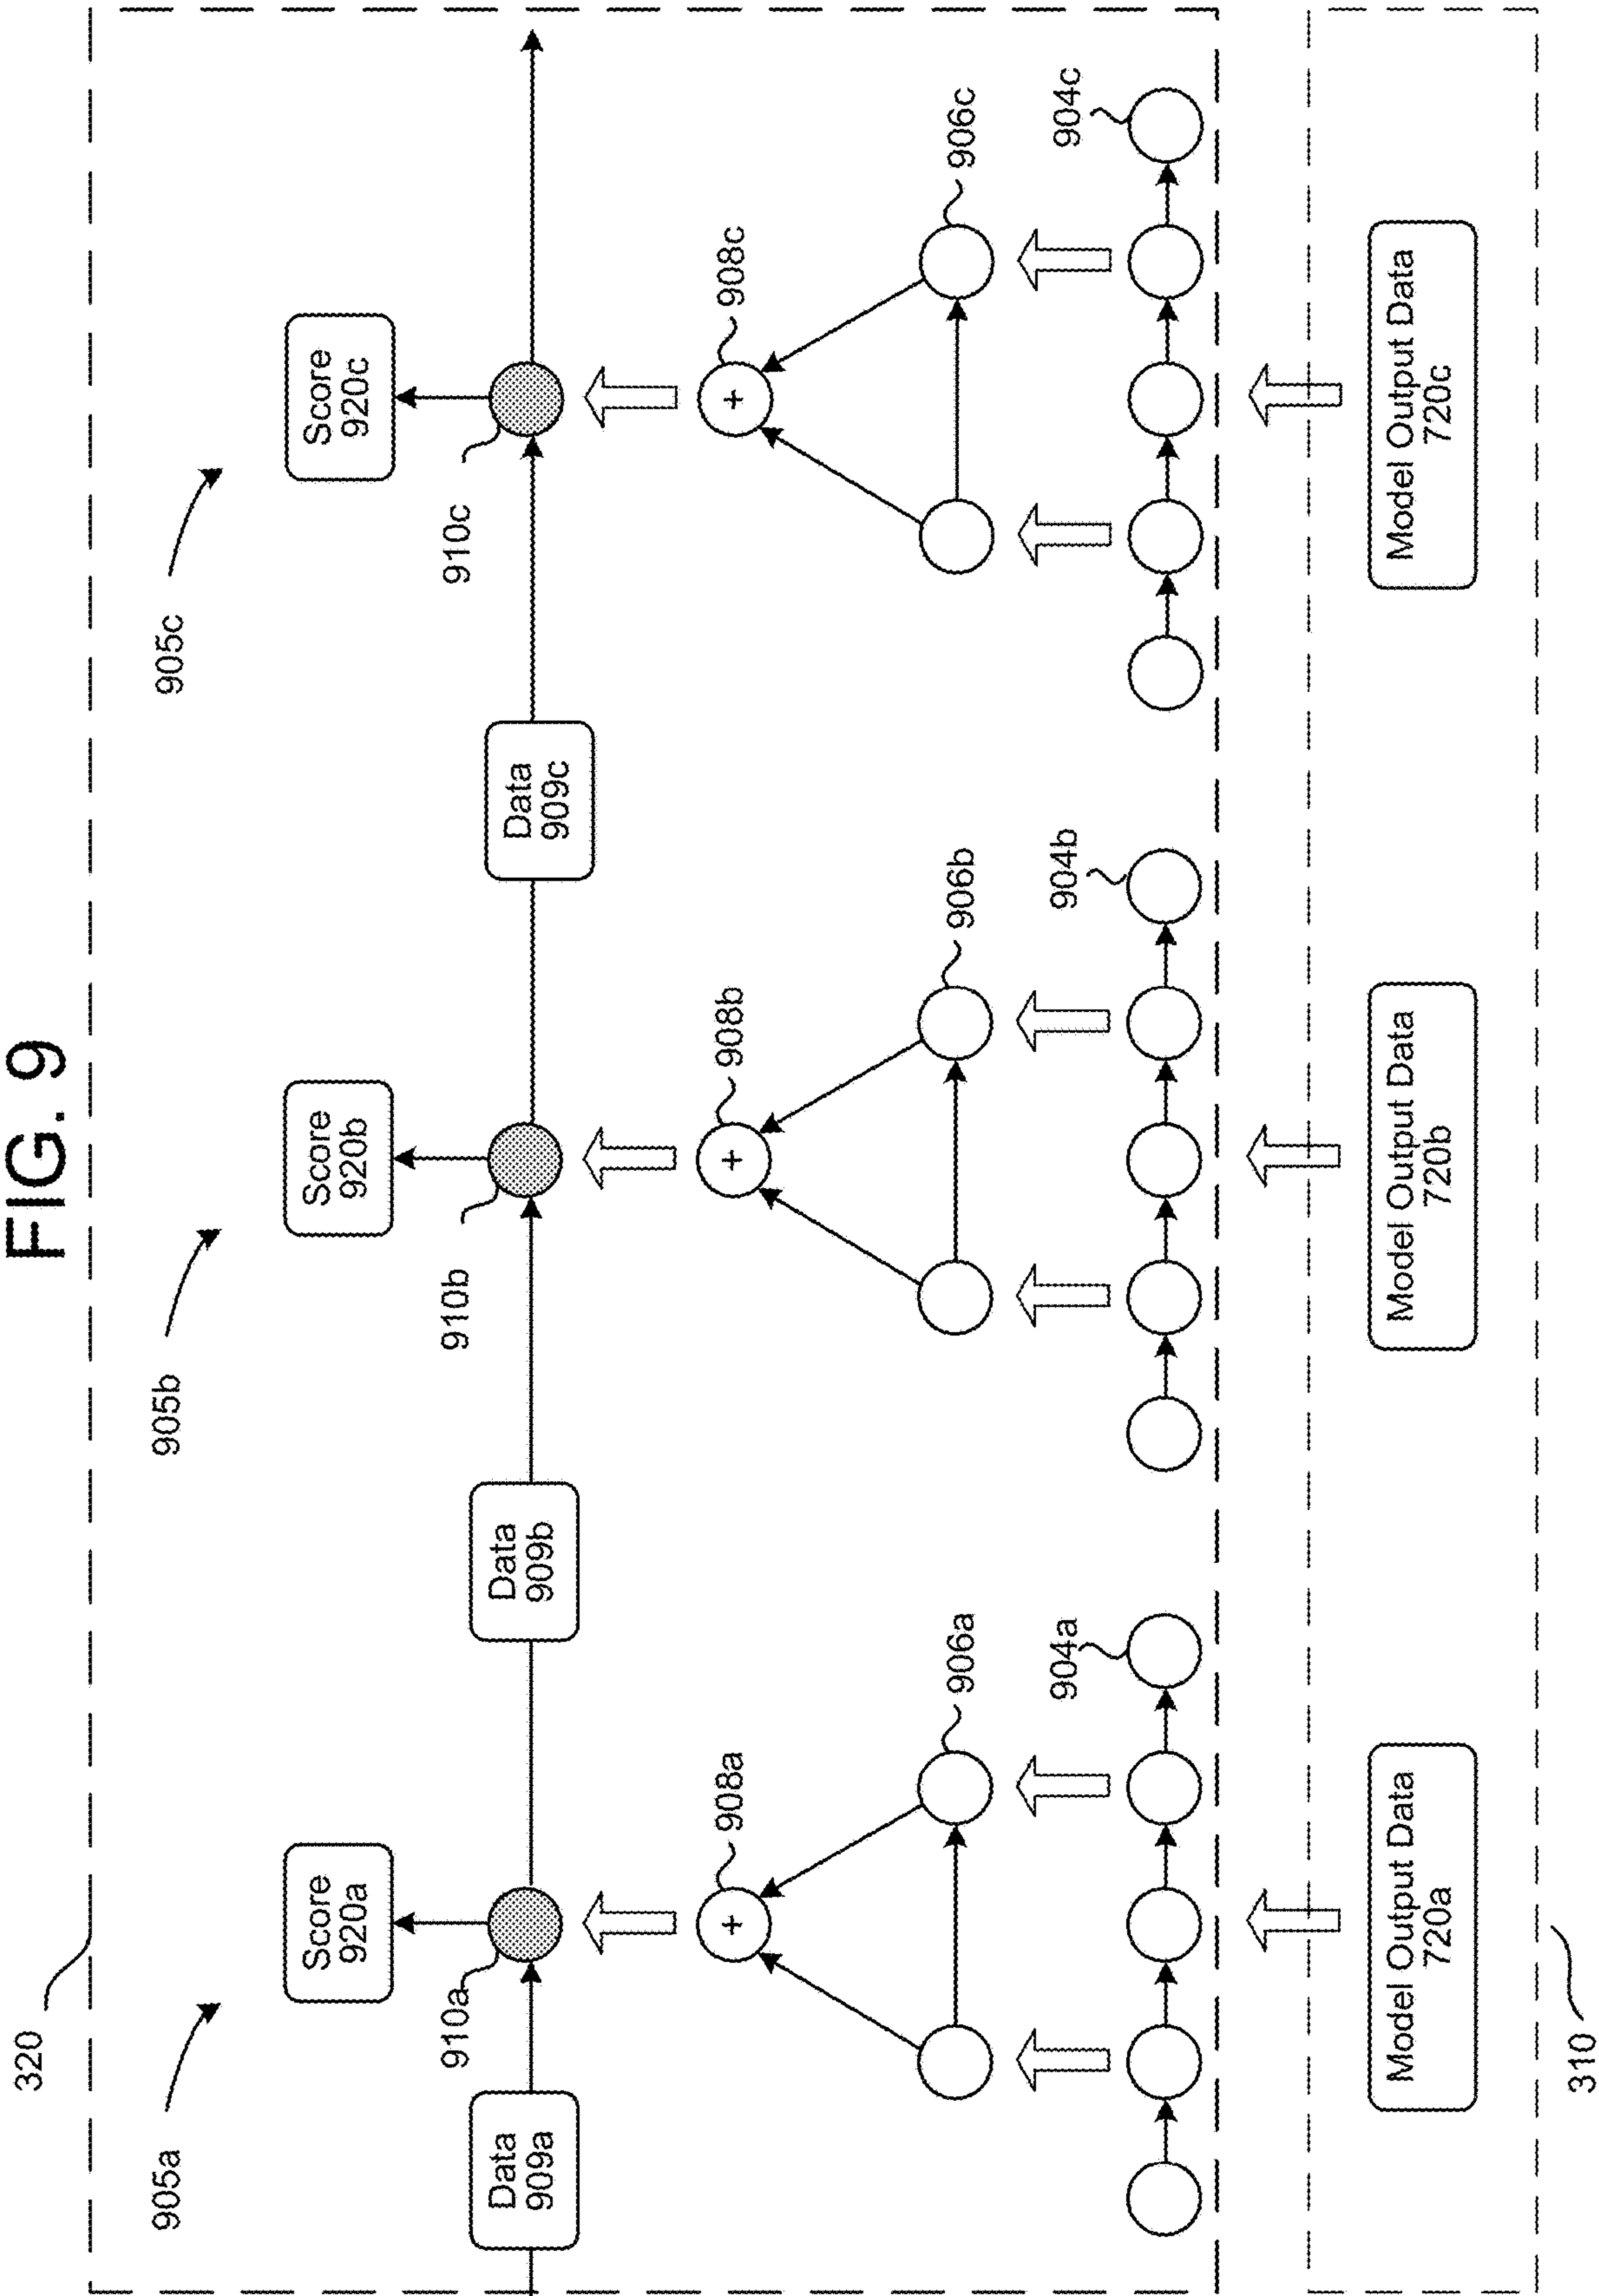 FIG. 9
320
905a
905b
905c
Score
920a
Score
920b
Score
920c
910a
910b
910c
Data
909a
Data
909b
Data
909c
908a
+
908b
+
908c
+
906a
906b
906c
904a
904b
904c
Model Output Data
720a
Model Output Data
720b
Model Output Data
720c
310